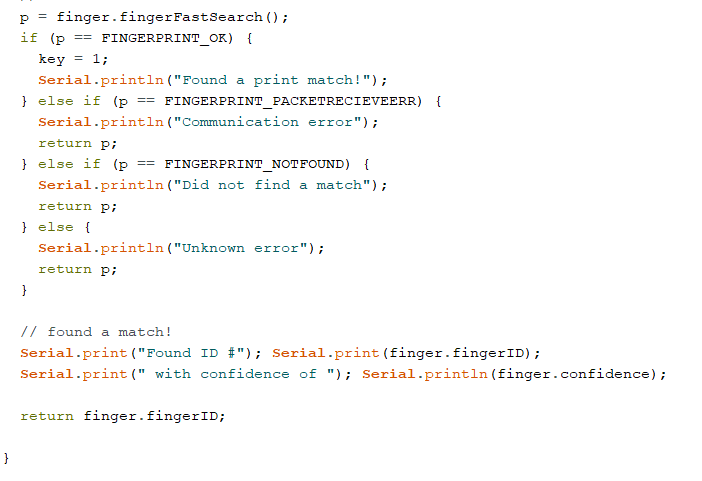 p = finger.fingerFastSearch();
if (p == FINGERPRINT_OK) {
key = 1;
Serial.println("Found a print match!");
} else if (p == FINGERPRINT_PACKETRECIEVEERR) {
Serial.println("Communication error");
return p;
} else if (p == FINGERPRINT_NOTFOUND) {
Serial.println("Did not find a match");
return p;
} else {
Serial.println("Unknown error");
return p;
}
// found a match!
Serial.print("Found ID #"); Serial.print(finger.fingerID);
Serial.print(" with confidence of "); Serial.println(finger.confidence);
return finger.fingerID;
}